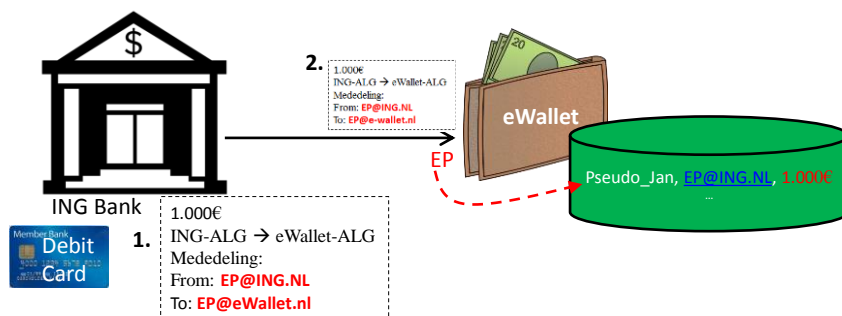 $
2.
1.000€
ING-ALG → eWallet-ALG
Mededeling:
From: EP@ING.NL
To: EP@e-wallet.nl
20
eWallet
EP
Pseudo_Jan, EP@ING.NL, 1.000€
...
ING Bank
Member Bank
Debit
Card
1.
1.000€
ING-ALG → eWallet-ALG
Mededeling:
From: EP@ING.NL
To: EP@eWallet.nl